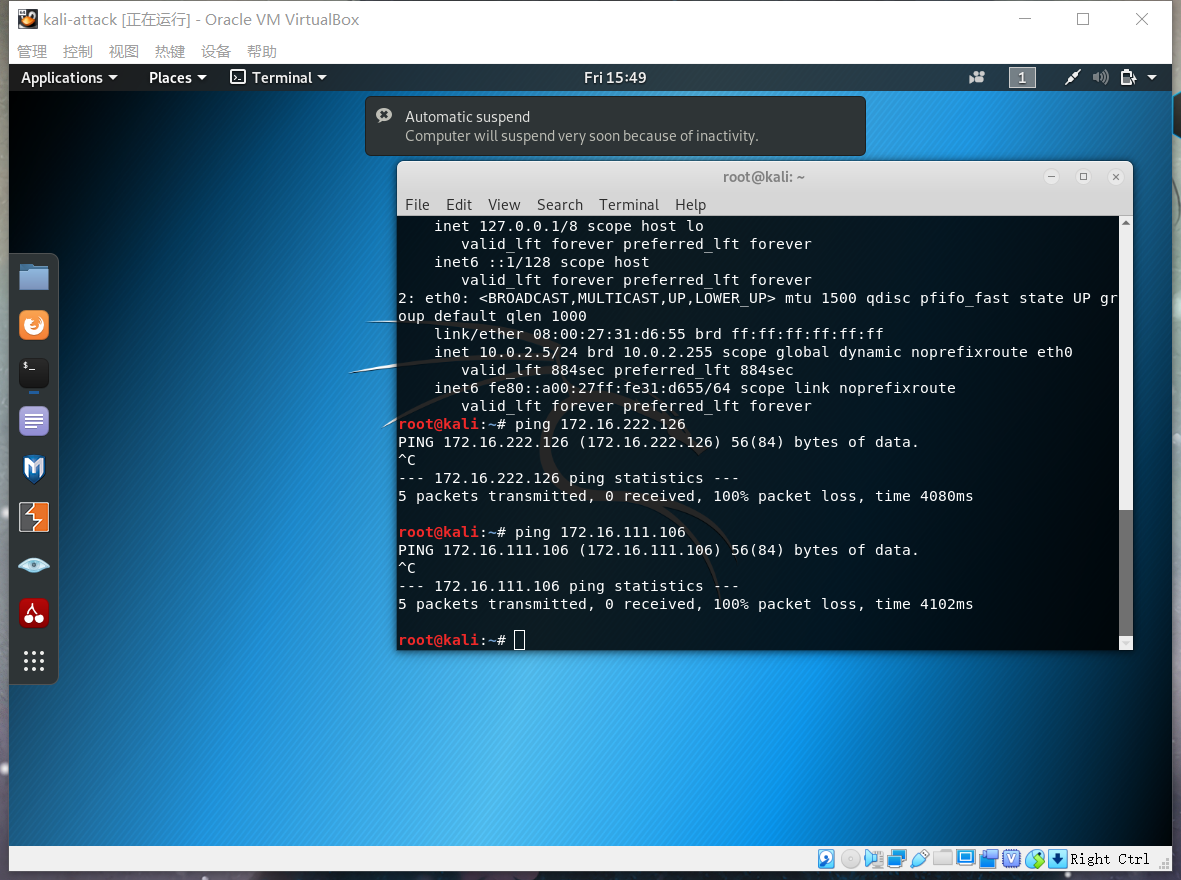 kali-attack [正在运行] - Oracle VM VirtualBox
管理 控制 视图 热键 设备 帮助
Applications Places Terminal Fri 15:49 1
Automatic suspend
Computer will suspend very soon because of inactivity.
root@kali: ~
File Edit View Search Terminal Help
inet 127.0.0.1/8 scope host lo
valid_lft forever preferred_lft forever
inet6 ::1/128 scope host
valid_lft forever preferred_lft forever
2: eth0: <BROADCAST,MULTICAST,UP,LOWER_UP> mtu 1500 qdisc pfifo_fast state UP gr
oup default qlen 1000
link/ether 08:00:27:31:d6:55 brd ff:ff:ff:ff:ff:ff
inet 10.0.2.5/24 brd 10.0.2.255 scope global dynamic noprefixroute eth0
valid_lft 884sec preferred_lft 884sec
inet6 fe80::a00:27ff:fe31:d655/64 scope link noprefixroute
valid_lft forever preferred_lft forever
root@kali:~# ping 172.16.222.126
PING 172.16.222.126 (172.16.222.126) 56(84) bytes of data.
^C
--- 172.16.222.126 ping statistics ---
5 packets transmitted, 0 received, 100% packet loss, time 4080ms
root@kali:~# ping 172.16.111.106
PING 172.16.111.106 (172.16.111.106) 56(84) bytes of data.
^C
--- 172.16.111.106 ping statistics ---
5 packets transmitted, 0 received, 100% packet loss, time 4102ms
root@kali:~#
$_
Right Ctrl